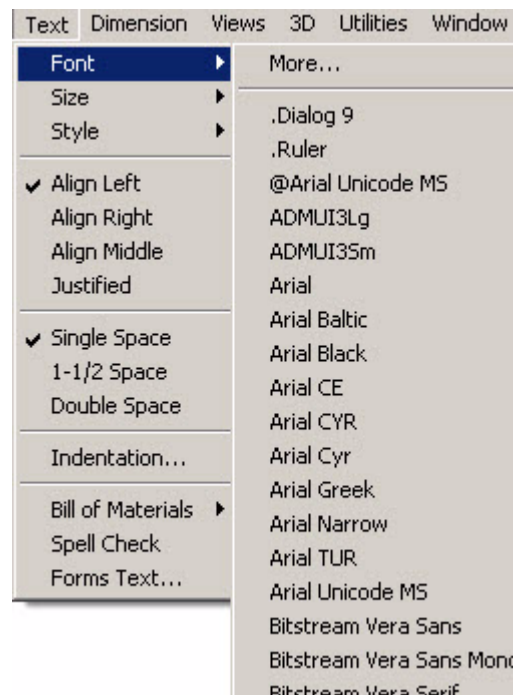 Text Dimension Views 3D Utilities Window
Font
Size
Style
Align Left
Align Right
Align Middle
Justified
Single Space
1-1/2 Space
Double Space
Indentation...
Bill of Materials
Spell Check
Forms Text...
More...
.Dialog 9
.Ruler
@Arial Unicode MS
ADMUI3Lg
ADMUI3Sm
Arial
Arial Baltic
Arial Black
Arial CE
Arial CYR
Arial Cyr
Arial Greek
Arial Narrow
Arial TUR
Arial Unicode MS
Bitstream Vera Sans
Bitstream Vera Sans Mono
Bitstream Vera Serif